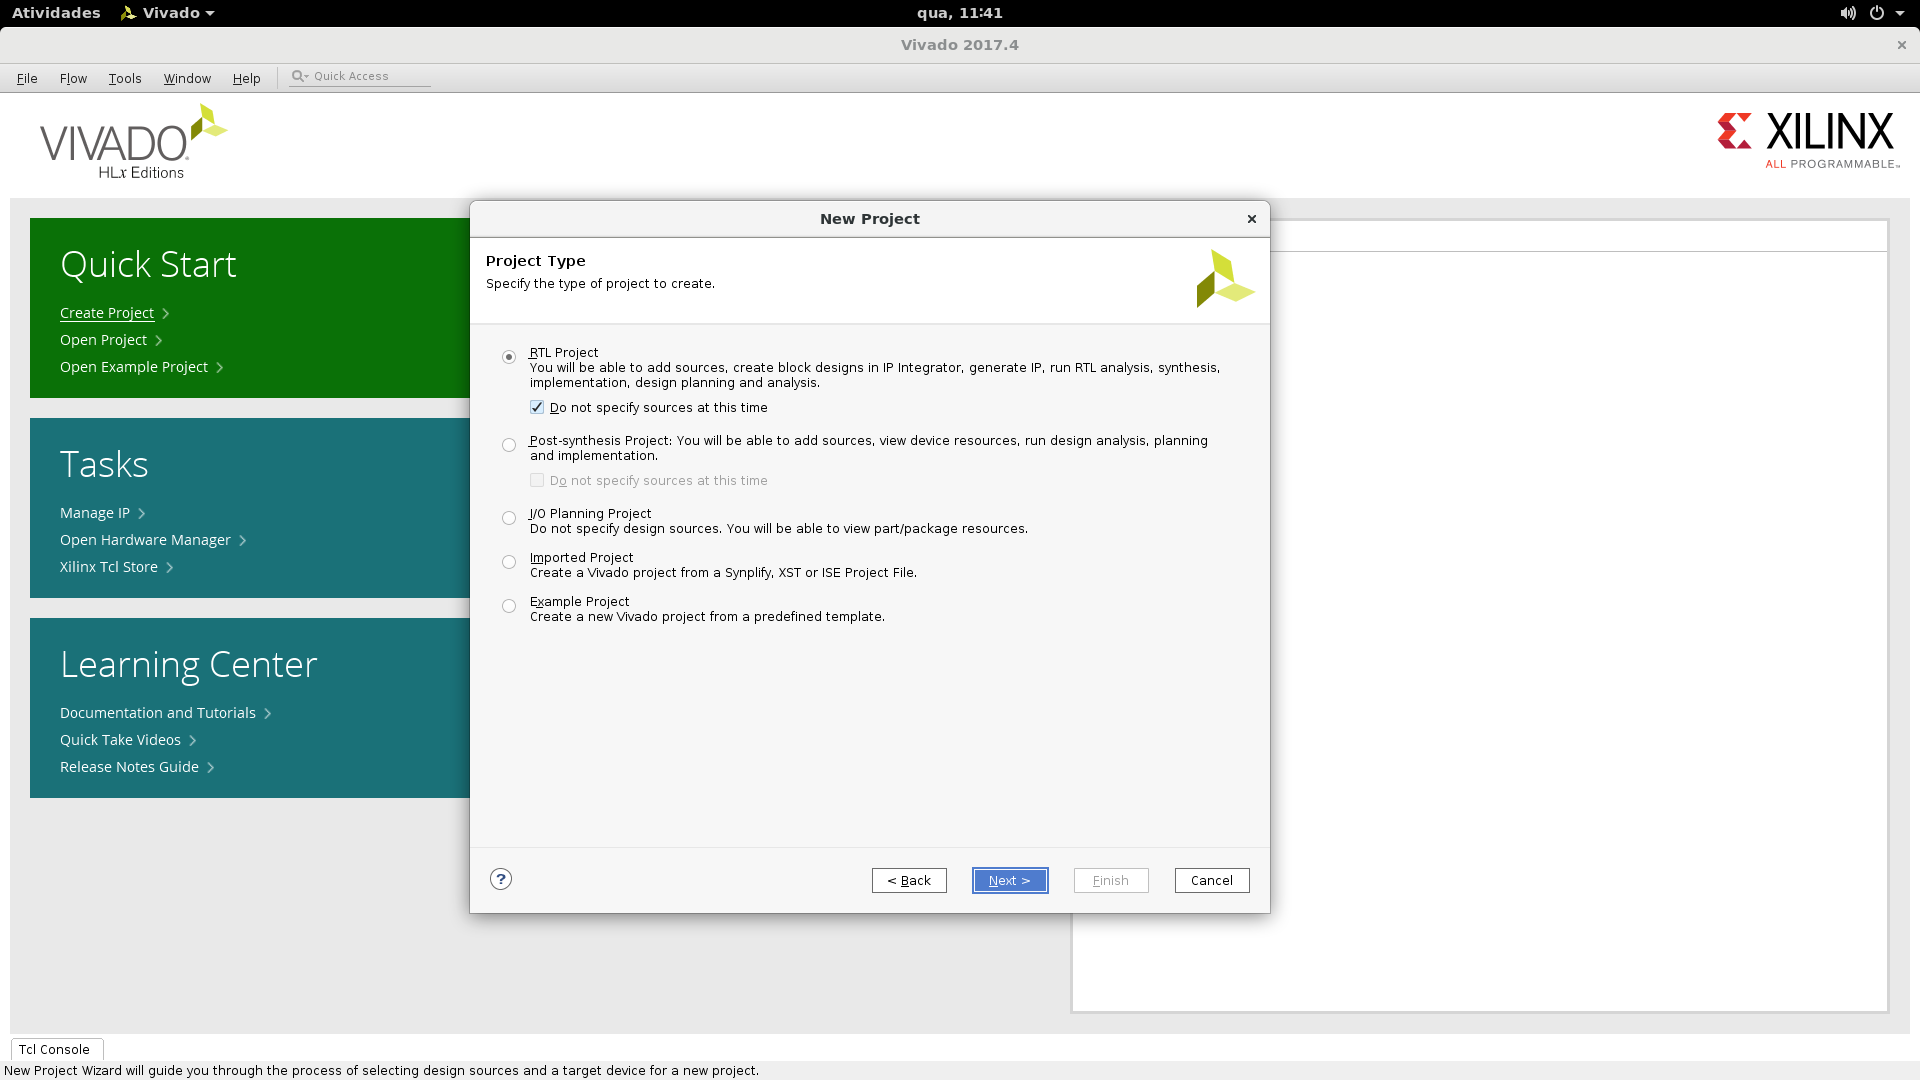 Atividades
Vivado
qua, 11:41
Vivado 2017.4
File Flow Tools Window Help
Quick Access
VIVADO
HLx Editions
XILINX
ALL PROGRAMMABLE™
Quick Start
Create Project
Open Project
Open Example Project
Tasks
Manage IP
Open Hardware Manager
Xilinx Tcl Store
Learning Center
Documentation and Tutorials
Quick Take Videos
Release Notes Guide
New Project
Project Type
Specify the type of project to create.
RTL Project
You will be able to add sources, create block designs in IP Integrator, generate IP, run RTL analysis, synthesis,
implementation, design planning and analysis.
Do not specify sources at this time
Post-synthesis Project: You will be able to add sources, view device resources, run design analysis, planning
and implementation.
Do not specify sources at this time
I/O Planning Project
Do not specify design sources. You will be able to view part/package resources.
Imported Project
Create a Vivado project from a Synplify, XST or ISE Project File.
Example Project
Create a new Vivado project from a predefined template.
?
< Back
Next >
Finish
Cancel
Tcl Console
New Project Wizard will guide you through the process of selecting design sources and a target device for a new project.